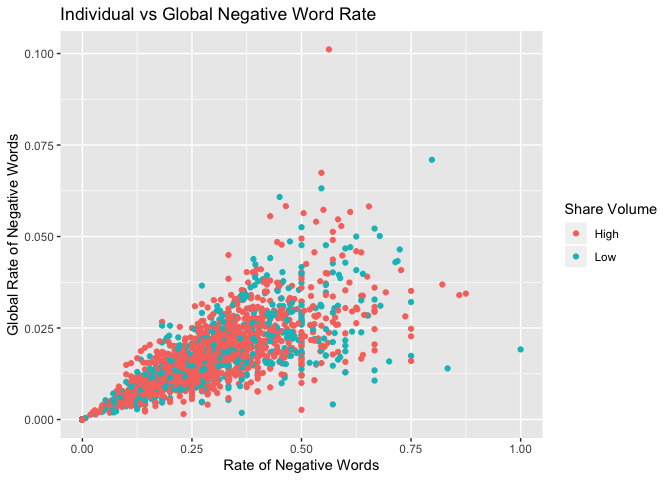 Individual vs Global Negative Word Rate
0.100
0.075
0.050
0.025
0.000
Global Rate of Negative Words
0.00 0.25 0.50 0.75 1.00
Rate of Negative Words
Share Volume
High
Low